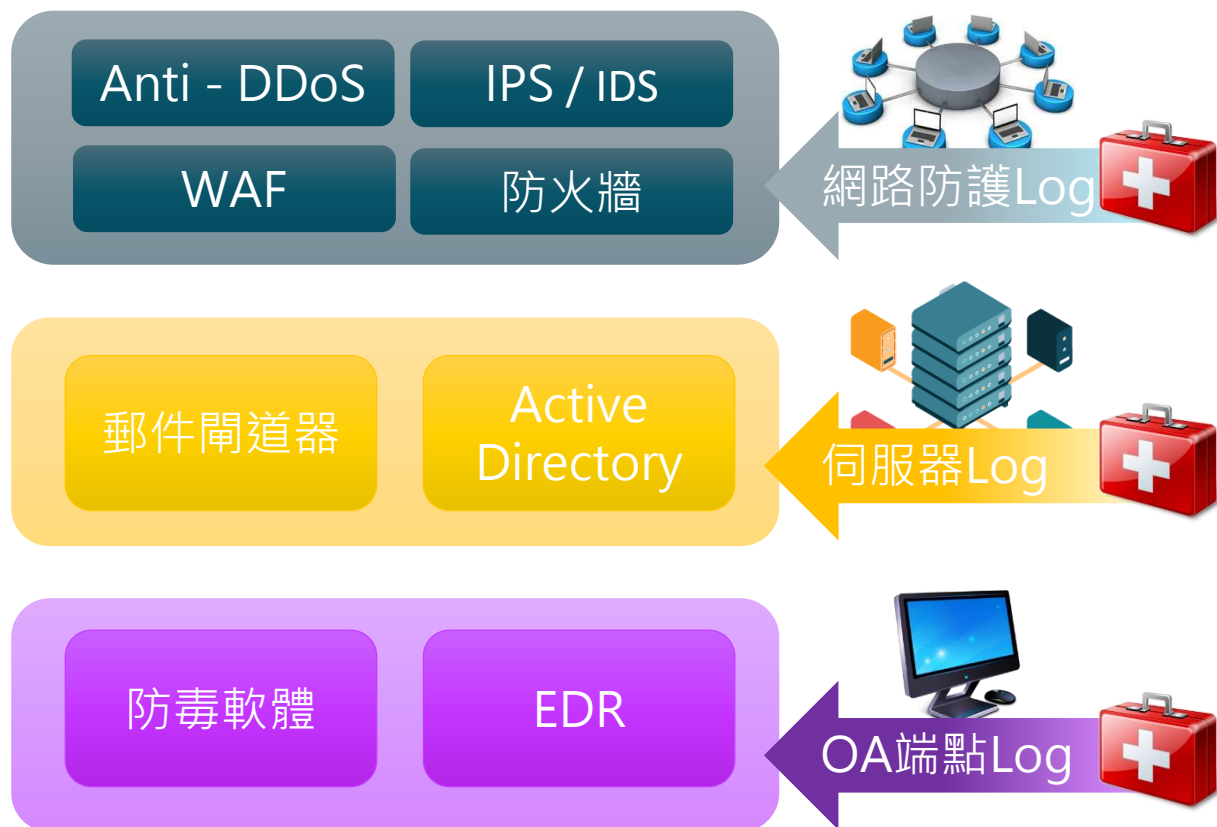 Anti - DDoS
IPS / IDS
WAF
防火牆
網路防護Log
郵件閘道器
Active
Directory
伺服器Log
防毒軟體
EDR
OA端點Log